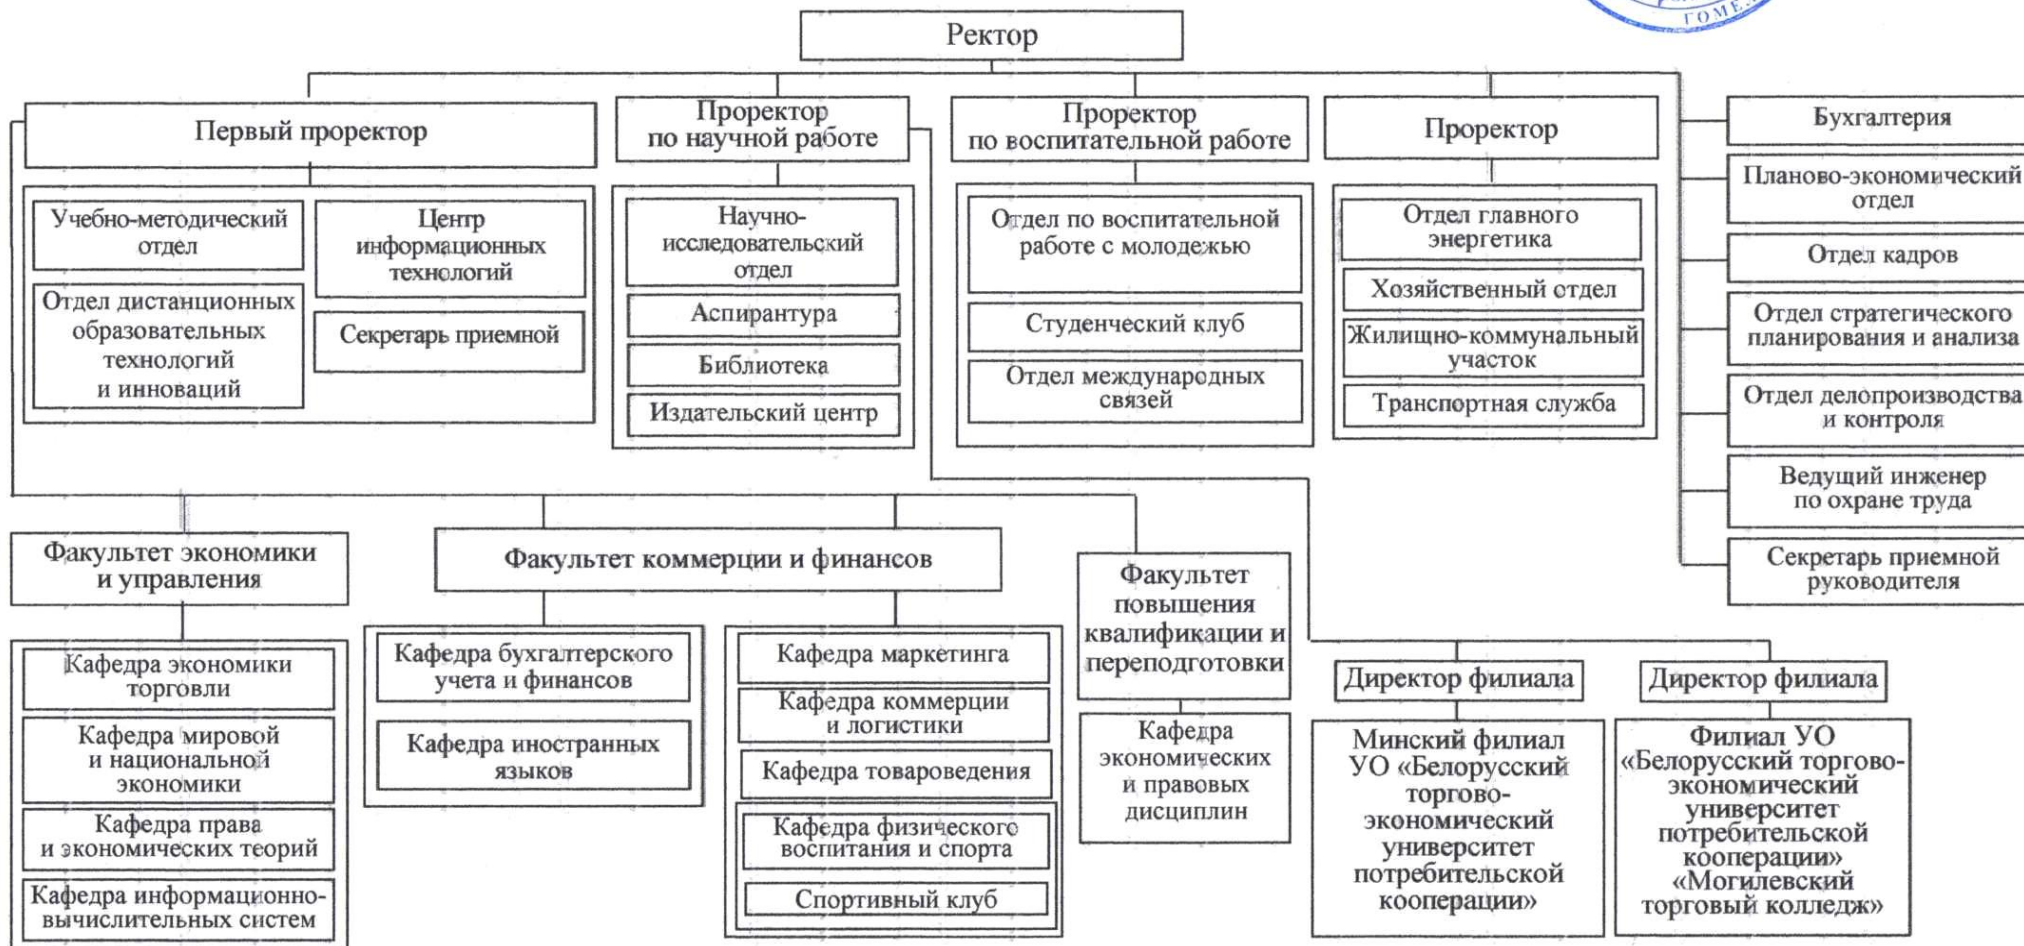 ГОМЕЛ
Ректор
Первый проректор
Проректор
по научной работе
Проректор
по воспитательной работе
Проректор
Учебно-методический
отдел
Отдел дистанционных
образовательных
технологий
и инноваций
Центр
информационных
технологий
Секретарь приемной
Научно-
исследовательский
отдел
Аспирантура
Библиотека
Издательский центр
Отдел по воспитательной
работе с молодежью
Студенческий клуб
Отдел международных
связей
Отдел главного
энергетика
Хозяйственный отдел
Жилищно-коммунальный
участок
Транспортная служба
Бухгалтерия
Планово-экономический
отдел
Отдел кадров
Отдел стратегического
планирования и анализа
Отдел делопроизводства
и контроля
Ведущий инженер
по охране труда
Секретарь приемной
руководителя
Факультет экономики
и управления
Кафедра экономики
торговли
Кафедра мировой
и национальной
экономики
Кафедра права
и экономических теорий
Кафедра информационно-
вычислительных систем
Факультет коммерции и финансов
Кафедра бухгалтерского
учета и финансов
Кафедра иностранных
языков
Кафедра маркетинга
Кафедра коммерции
и логистики
Кафедра товароведения
Кафедра физического
воспитания и спорта
Спортивный клуб
Факультет
повышения
квалификации и
переподготовки
Кафедра
экономических
и правовых
дисциплин
Директор филиала
Минский филиал
УО «Белорусский
торгово-
экономический
университет
потребительской
кооперации»
Директор филиала
Филиал УО
«Белорусский торгово-
экономический
университет
потребительской
кооперации»
«Могилевский
торговый колледж»